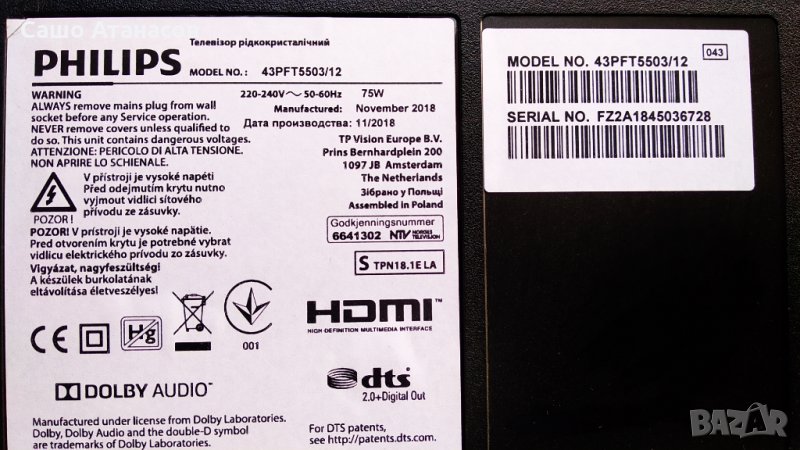 Сашо Атанасов
Телевізор рідкокристалічний
PHILIPS MODEL NO. : 43PFT5503/12
WARNING
ALWAYS remove mains plug from wall
socket before any Service operation.
NEVER remove covers unless qualified to
do so. This unit contains dangerous voltages.
ATTENZIONE: PERICOLO DI ALTA TENSIONE.
NON APRIRE LO SCHIENALE.
220-240V ~ 50-60Hz 75W
Manufactured: November 2018
Дата производства: 11/2018
TP Vision Europe B.V.
Prins Bernhardplein 200
1097 JB Amsterdam
The Netherlands
Зібрано у Польщі
Assembled in Poland
V přístroji je vysoké napětí
Před odejmutím krytu nutno
vyjmout vidlici síťového
přívodu ze zásuvky.
POZOR !
POZOR! V prístroji je vysoké napätie.
Pred otvorením krytu je potrebné vybrat
vidlicu elektrického prívodu zo zásuvky.
Vigyázat, nagyfeszültség!
A készülek burkolatának
eltávolítása életveszélyes!
Godkjenningsnummer
6641302 NTV NORGES TELEVISJON
S TPN18.1E LA
CE Hg 001
HDMI
HIGH-DEFINITION MULTIMEDIA INTERFACE
DOLBY AUDIO™
dts
2.0+Digital Out
Manufactured under license from Dolby Laboratories.
Dolby, Dolby Audio and the double-D symbol
are trademarks of Dolby Laboratories.
For DTS patents,
see http://patents.dts.com.
043
MODEL NO. 43PFT5503/12
SERIAL NO. FZ2A1845036728
BAZAR